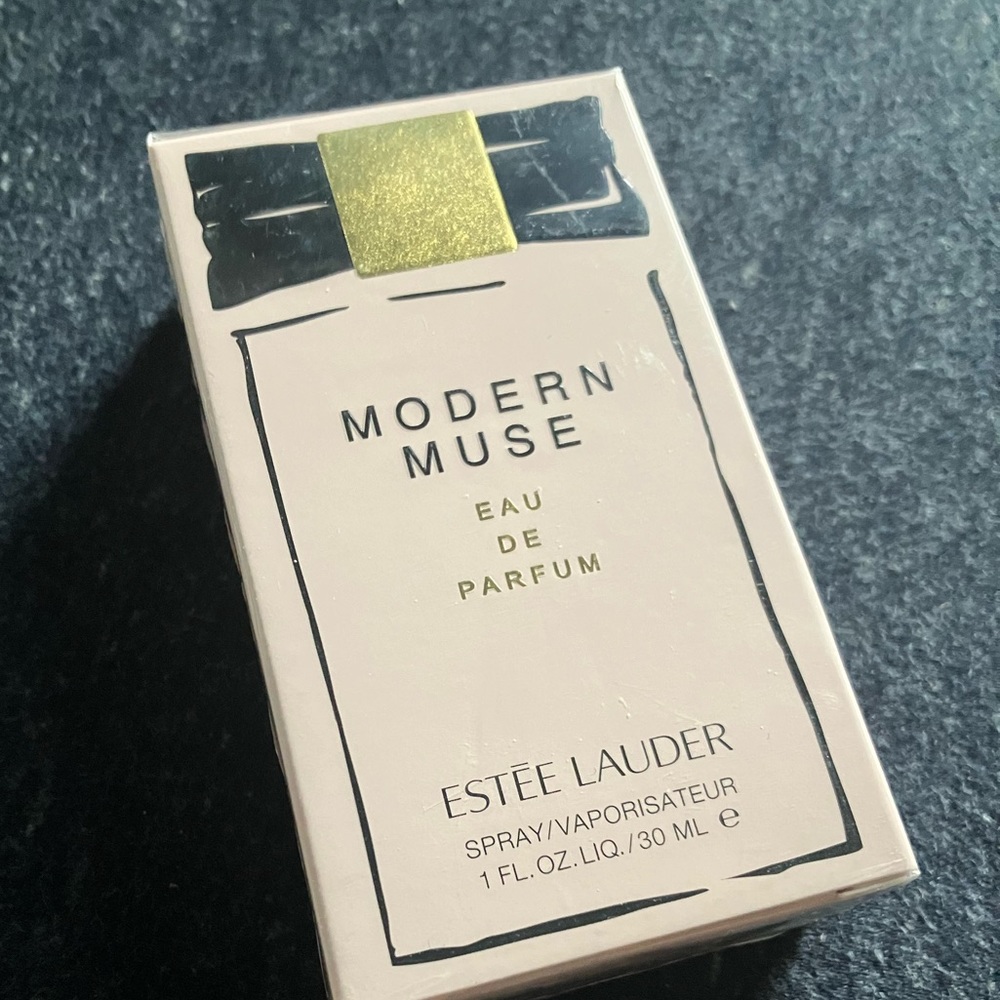 MODERN
MUSE
EAU
DE
PARFUM
ESTĒE LAUDER
SPRAY/VAPORISATEUR
1 FL.OZ.LIQ./30 ML ℮